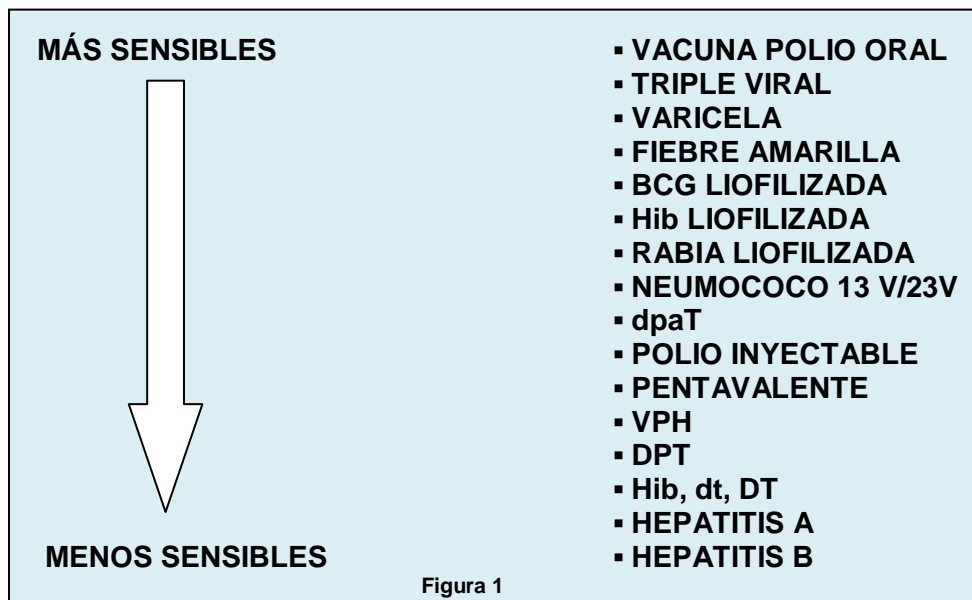 MÁS SENSIBLES
▪ VACUNA POLIO ORAL
▪ TRIPLE VIRAL
▪ VARICELA
▪ FIEBRE AMARILLA
▪ BCG LIOFILIZADA
▪ Hib LIOFILIZADA
▪ RABIA LIOFILIZADA
▪ NEUMOCOCO 13 V/23V
▪ dpaT
▪ POLIO INYECTABLE
▪ PENTAVALENTE
▪ VPH
▪ DPT
▪ Hib, dt, DT
▪ HEPATITIS A
▪ HEPATITIS B
MENOS SENSIBLES
Figura 1